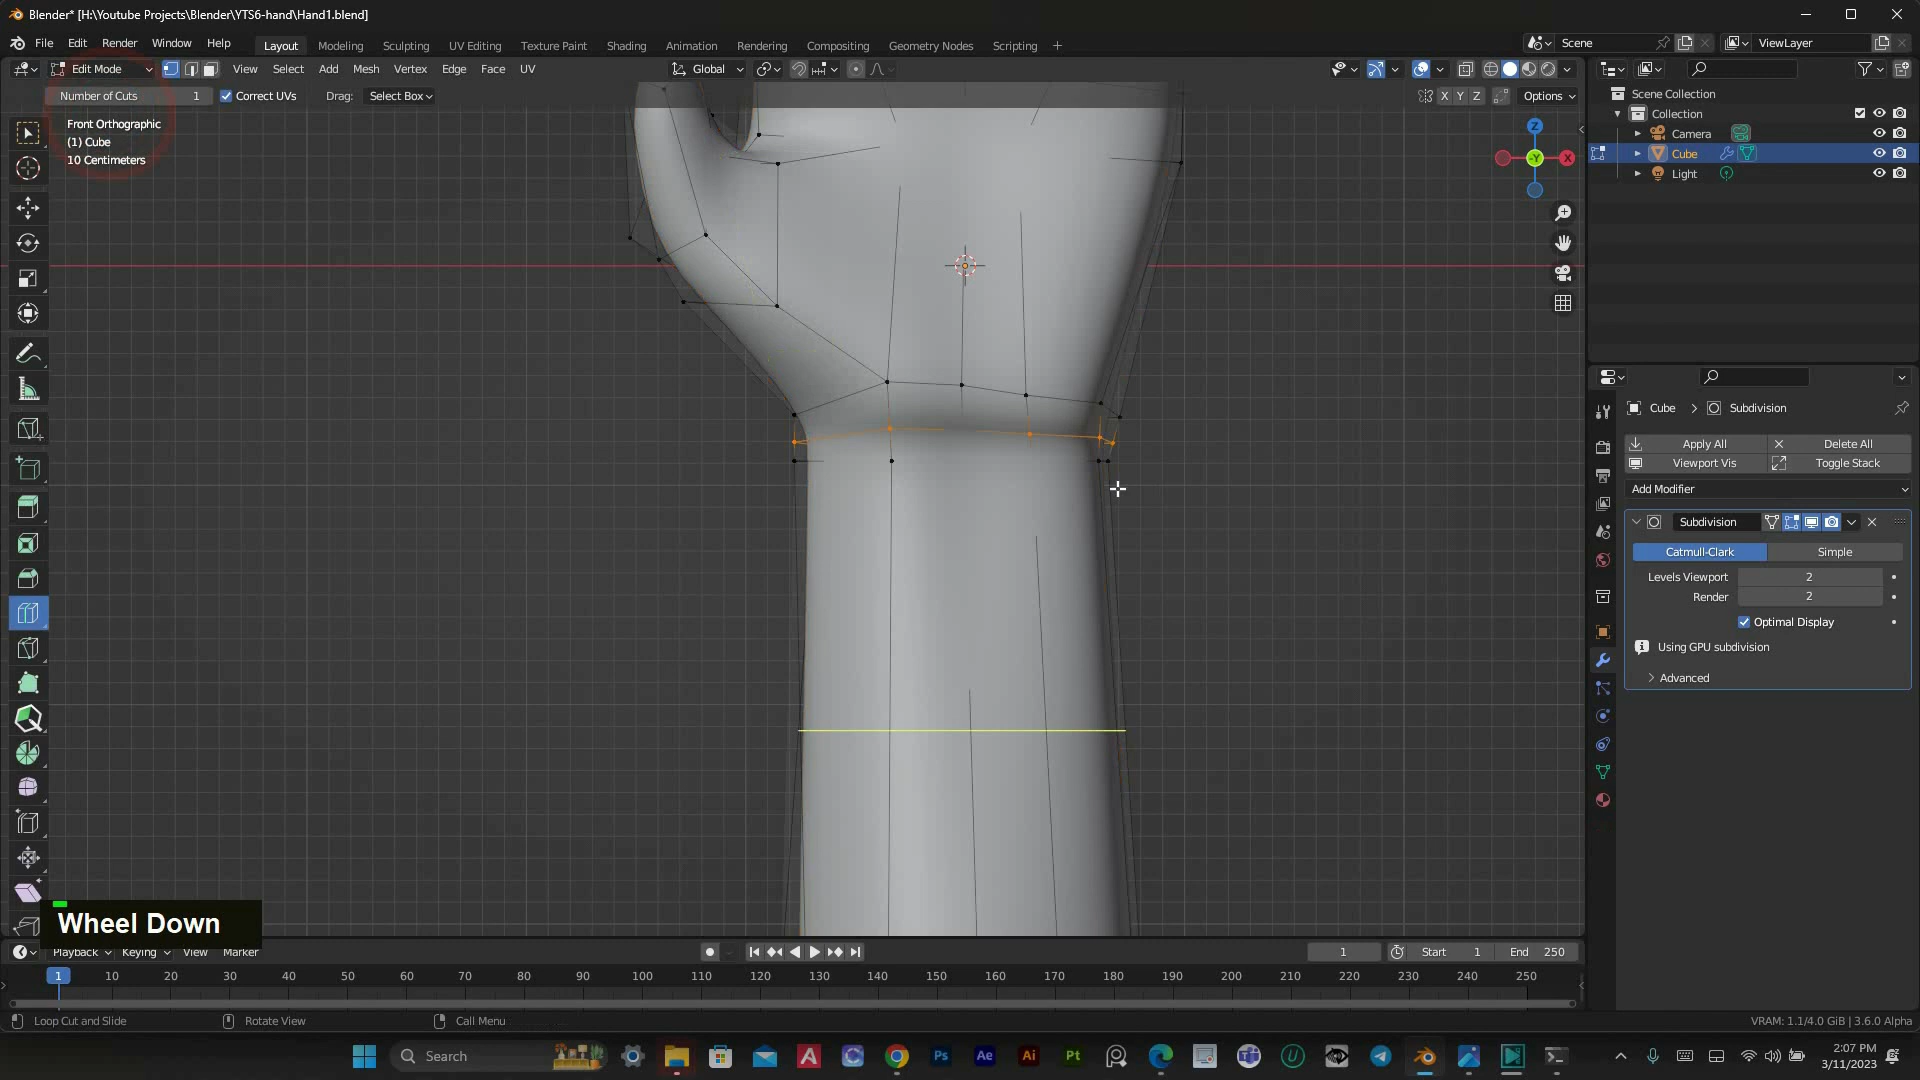 Blender* [H:\Youtube Projects\Blender\YTS6-hand\Hand1.blend]
File Edit Render Window Help Layout Modeling Sculpting UV Editing Texture Paint Shading Animation Rendering Compositing Geometry Nodes Scripting + Scene ViewLayer
Edit Mode View Select Add Mesh Vertex Edge Face UV Global
Number of Cuts 1 Correct UVs Drag: Select Box X Y Z Options
Front Orthographic
(1) Cube
10 Centimeters
Z
-Y X
Scene Collection
Collection
Camera
Cube
Light
Cube > Subdivision
Apply All Delete All
Viewport Vis Toggle Stack
Add Modifier
Subdivision
Catmull-Clark Simple
Levels Viewport 2
Render 2
Optimal Display
Using GPU subdivision
Advanced
Wheel Down
Playback Keying View Marker 1 Start 1 End 250
1 10 20 30 40 50 60 70 80 90 100 110 120 130 140 150 160 170 180 190 200 210 220 230 240 250
Loop Cut and Slide Rotate View Call Menu VRAM: 1.1/4.0 GiB | 3.6.0 Alpha
Search Ps Ae Ai Pt
2:07 PM
3/11/2023